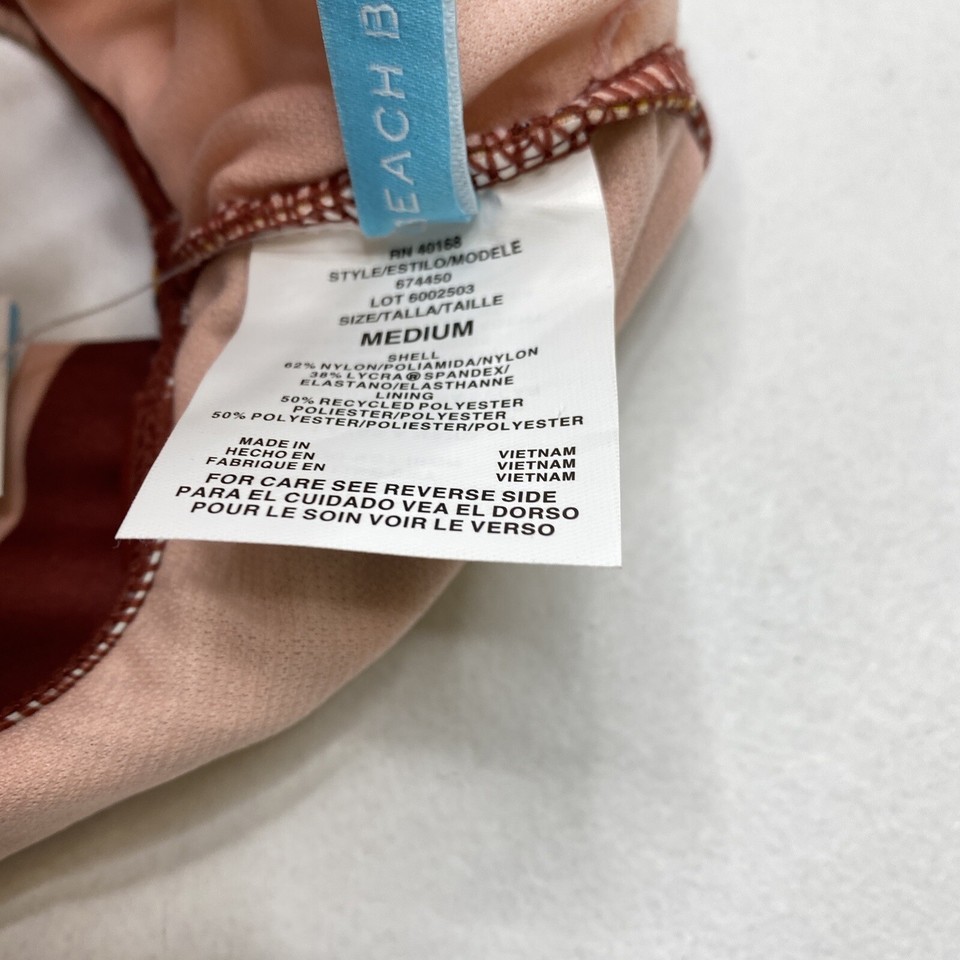 EACH B
RN 40168
STYLE/ESTILO/MODELE
674450
LOT 6002503
SIZE/TALLA/TAILLE
MEDIUM
SHELL
62% NYLON/POLIAMIDA/NYLON
38% LYCRA® SPANDEX/
ELASTANO/ELASTHANNE
LINING
50% RECYCLED POLYESTER
POLIESTER/POLYESTER
50% POLYESTER/POLIESTER/POLYESTER
MADE IN VIETNAM
HECHO EN VIETNAM
FABRIQUE EN VIETNAM
FOR CARE SEE REVERSE SIDE
PARA EL CUIDADO VEA EL DORSO
POUR LE SOIN VOIR LE VERSO